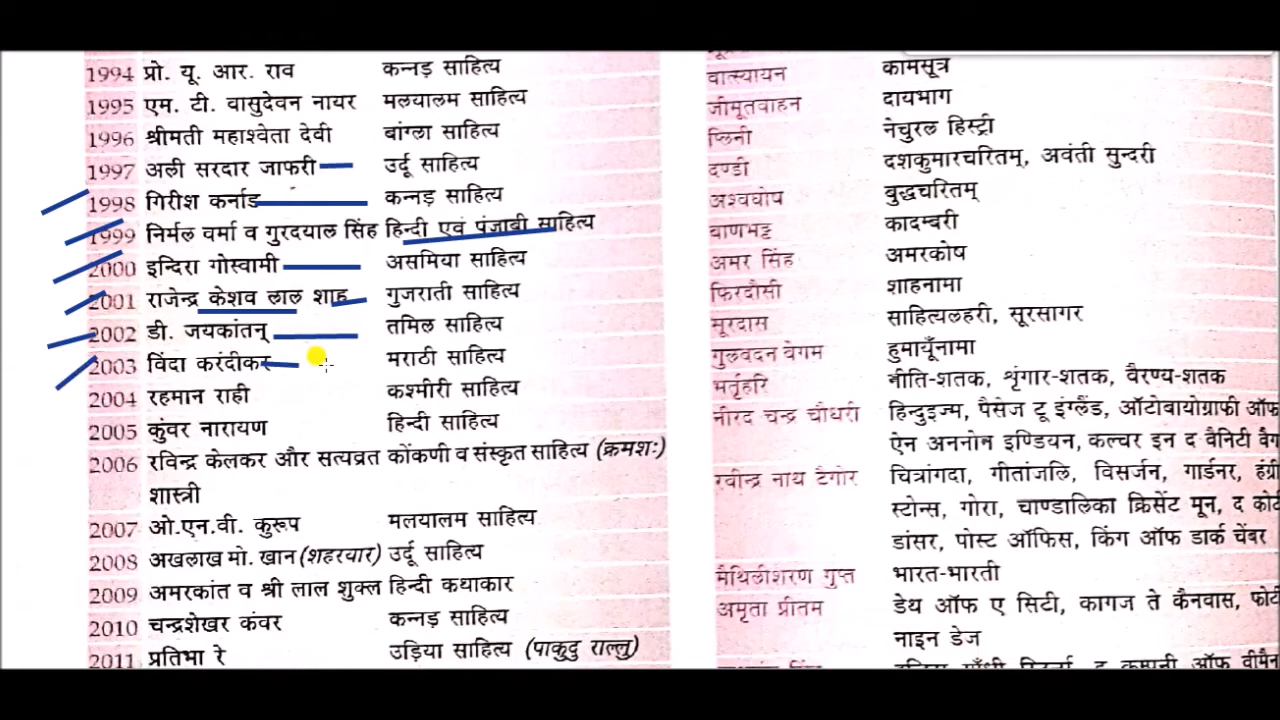 1994 प्रो. यू. आर. राव कन्नड़ साहित्य
1995 एम. टी. वासुदेवन नायर मलयालम साहित्य
1996 श्रीमती महाश्वेता देवी बांग्ला साहित्य
1997 अली सरदार जाफरी उर्दू साहित्य
1998 गिरीश कर्नाड कन्नड़ साहित्य
1999 निर्मल वर्मा व गुरदयाल सिंह हिन्दी एवं पंजाबी साहित्य
2000 इन्दिरा गोस्वामी असमिया साहित्य
2001 राजेन्द्र केशव लाल शाह गुजराती साहित्य
2002 डी. जयकांतन् तमिल साहित्य
2003 विंदा करंदीकर मराठी साहित्य
2004 रहमान राही कश्मीरी साहित्य
2005 कुंवर नारायण हिन्दी साहित्य
2006 रविन्द्र केलकर और सत्यव्रत कोंकणी व संस्कृत साहित्य (क्रमशः)
शास्त्री
2007 ओ.एन.वी. कुरूप मलयालम साहित्य
2008 अखलाख मो. खान (शहरयार) उर्दू साहित्य
2009 अमरकांत व श्री लाल शुक्ल हिन्दी कथाकार
2010 चन्द्रशेखर कंवर कन्नड़ साहित्य
2011 प्रतिभा रे उड़िया साहित्य (पाकुदु राल्लु)
वात्स्यायन कामसूत्र
जीमूतवाहन दायभाग
प्लिनी नेचुरल हिस्ट्री
दण्डी दशकुमारचरितम्, अवंती सुन्दरी
अश्वघोष बुद्धचरितम्
बाणभट्ट कादम्बरी
अमर सिंह अमरकोष
फिरदौसी शाहनामा
सूरदास साहित्यलहरी, सूरसागर
गुलबदन बेगम हुमायूँनामा
भर्तृहरि नीति-शतक, श्रृंगार-शतक, वैरण्य-शतक
नीरद चन्द्र चौधरी हिन्दुइज्म, पैसेज टू इंग्लैंड, ऑटोबायोग्राफी ऑफ
ऐन अननोन इण्डियन, कल्चर इन द वैनिटी बैग
रवीन्द्र नाथ टैगोर चित्रांगदा, गीतांजलि, विसर्जन, गार्डनर, हंग्री
स्टोन्स, गोरा, चाण्डालिका क्रिसेंट मून, द कोर्ट
डांसर, पोस्ट ऑफिस, किंग ऑफ डार्क चेंबर
मैथिलीशरण गुप्त भारत-भारती
अमृता प्रीतम डेथ ऑफ ए सिटी, कागज ते कैनवास, फोर्टी
नाइन डेज